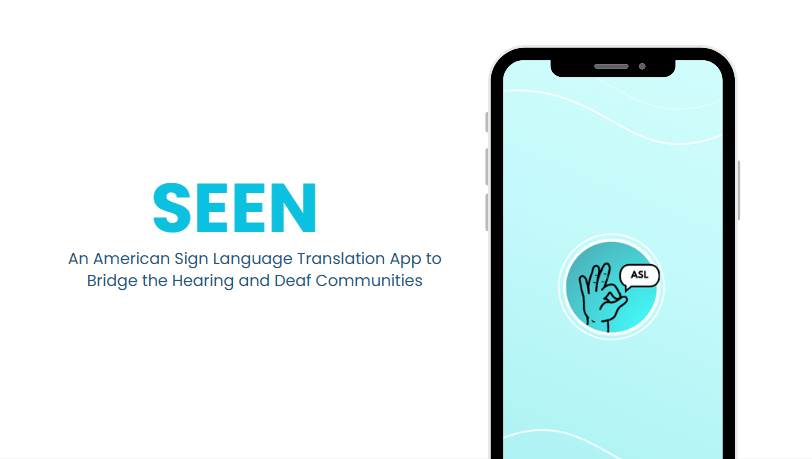 SEEN
An American Sign Language Translation App to
Bridge the Hearing and Deaf Communities
ASL